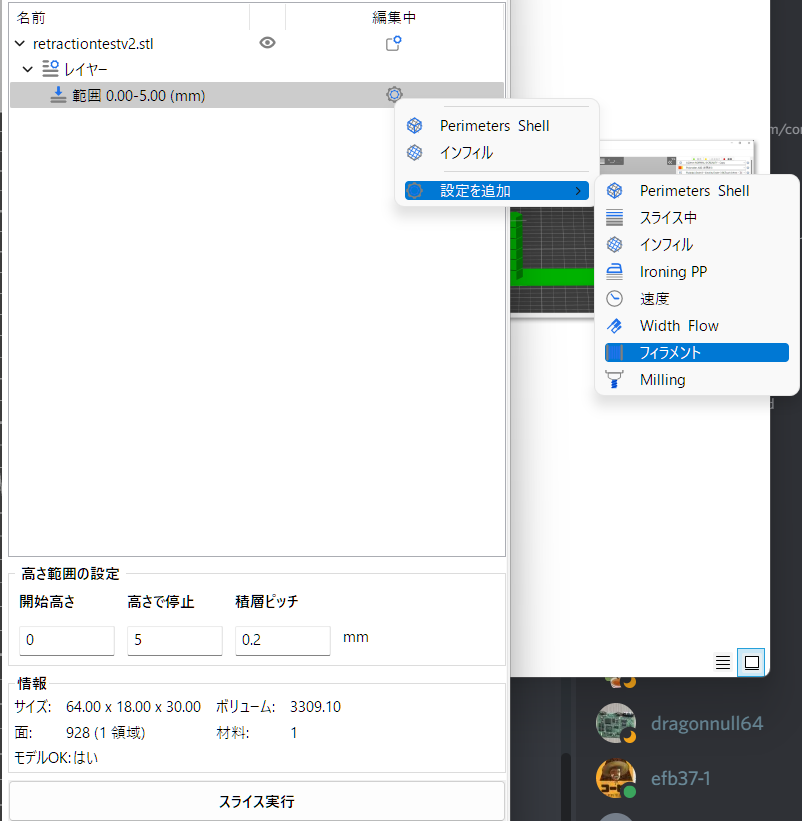 名前 編集中
retractiontestv2.stl
レイヤー
範囲 0.00-5.00 (mm)
Perimeters Shell
インフィル
設定を追加
Perimeters Shell
スライス中
インフィル
Ironing PP
速度
Width Flow
フィラメント
Milling
高さ範囲の設定
開始高さ 高さで停止 積層ピッチ
0 5 0.2 mm
情報
サイズ: 64.00 x 18.00 x 30.00 ボリューム: 3309.10
面: 928 (1 領域) 材料: 1
モデルOK:はい
スライス実行
dragonnull64
efb37-1